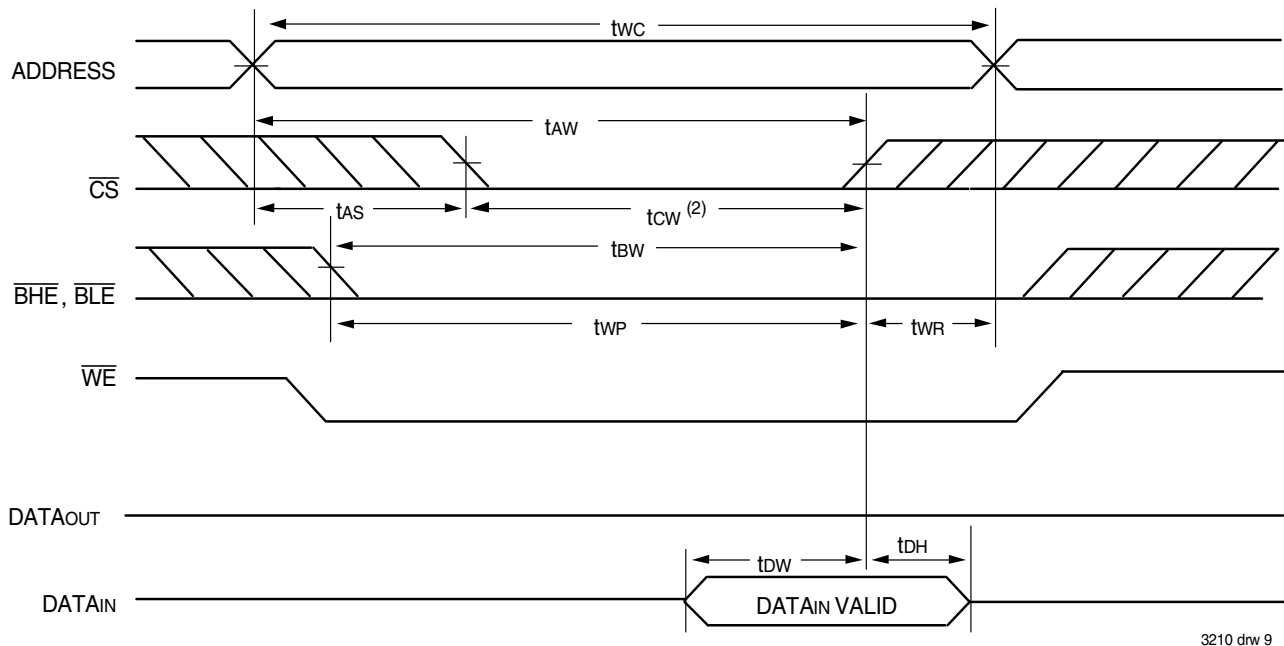 tWC
ADDRESS
tAW
CS
tAS
tCW (2)
tBW
BHE, BLE
tWP
tWR
WE
DATAOUT
tDW
tDH
DATAIN
DATAIN VALID
3210 drw 9